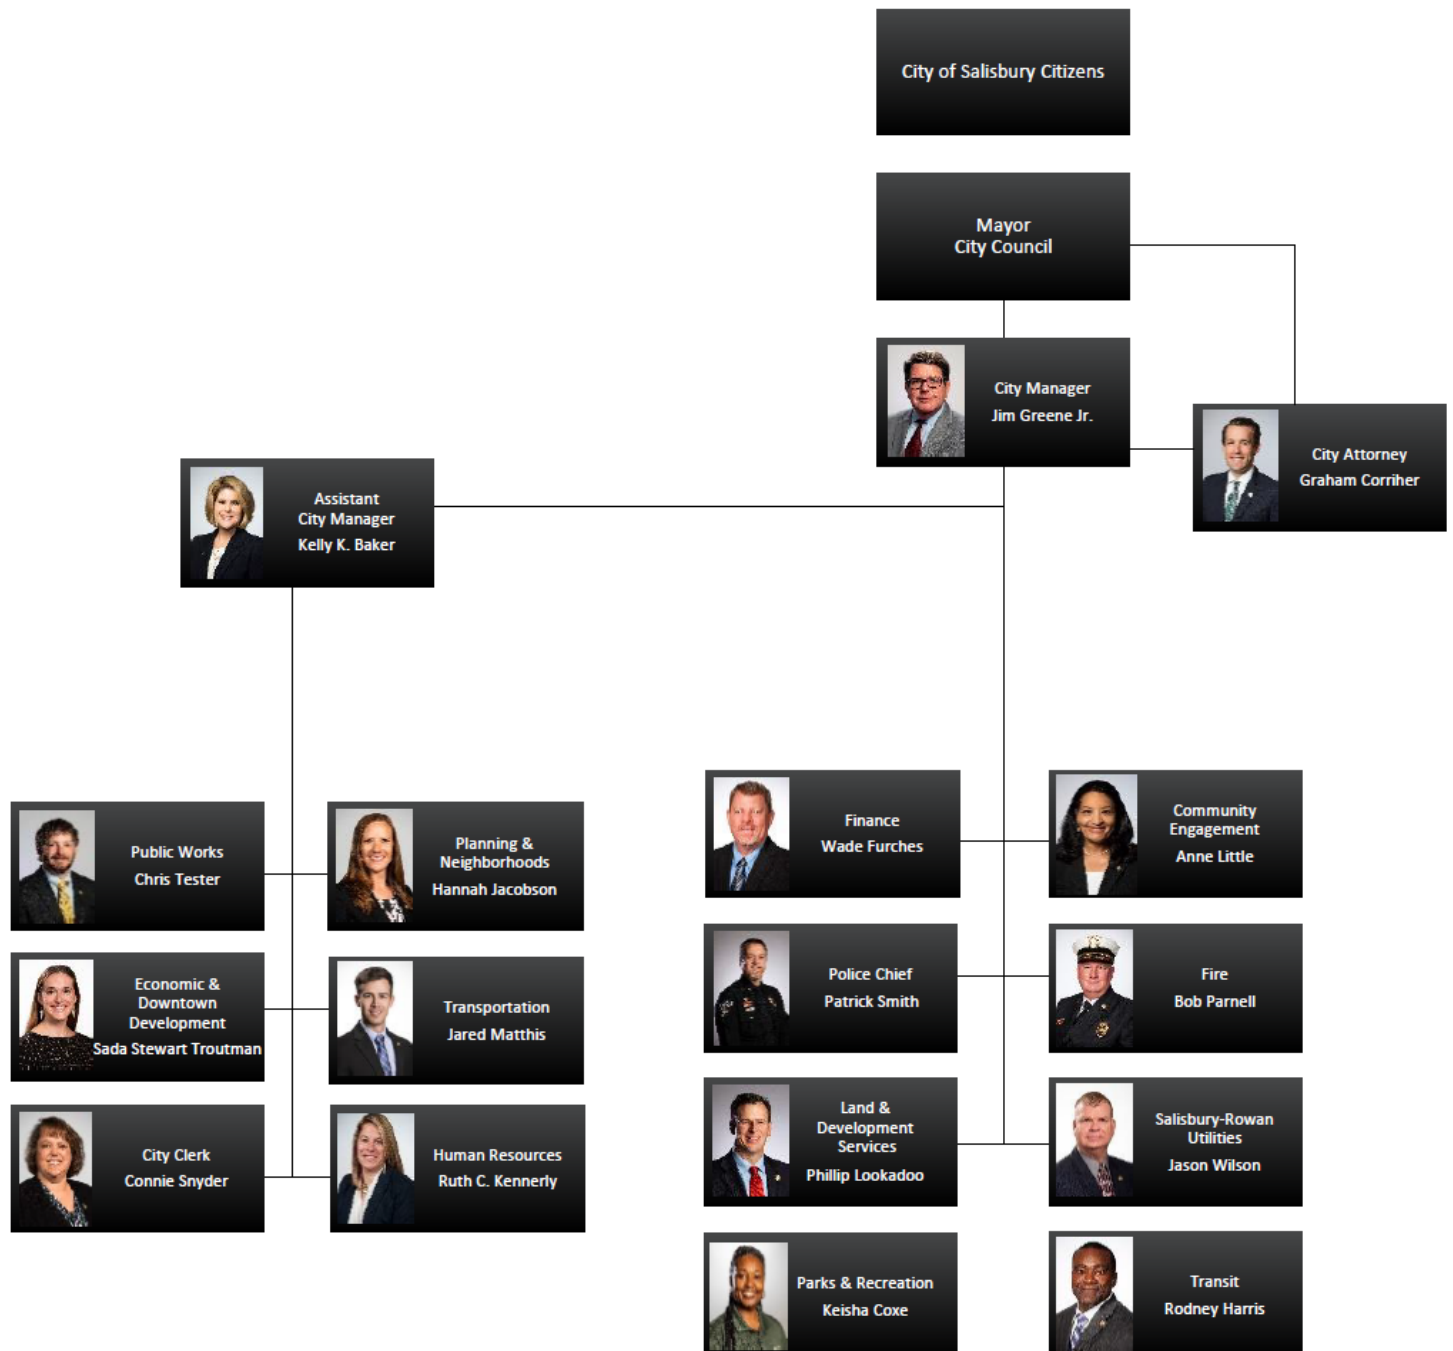 City of Salisbury Citizens
Mayor
City Council
City Manager
Jim Greene Jr.
City Attorney
Graham Corriher
Assistant
City Manager
Kelly K. Baker
Public Works
Chris Tester
Planning &
Neighborhoods
Hannah Jacobson
Economic &
Downtown
Development
Sada Stewart Troutman
Transportation
Jared Matthis
City Clerk
Connie Snyder
Human Resources
Ruth C. Kennerly
Finance
Wade Furches
Community
Engagement
Anne Little
Police Chief
Patrick Smith
Fire
Bob Parnell
Land &
Development
Services
Phillip Lookadoo
Salisbury-Rowan
Utilities
Jason Wilson
Parks & Recreation
Keisha Coxe
Transit
Rodney Harris